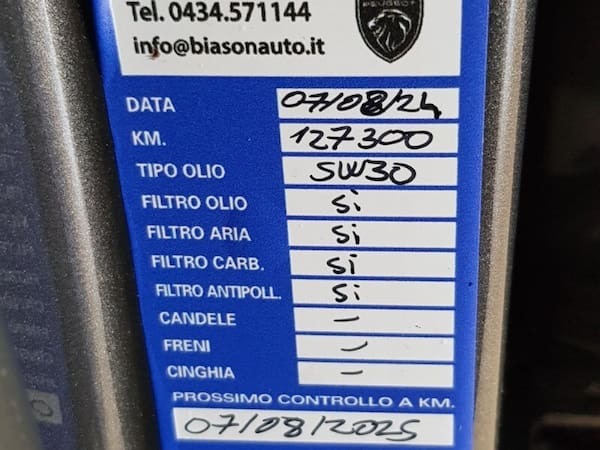 Tel. 0434.571144
PEUGEOT
info@biasonauto.it
DATA 07/08/24
KM. 127300
TIPO OLIO 5W30
FILTRO OLIO si
FILTRO ARIA si
FILTRO CARB. si
FILTRO ANTIPOLL. si
CANDELE –
FRENI –
CINGHIA –
PROSSIMO CONTROLLO A KM.
07/08/2025